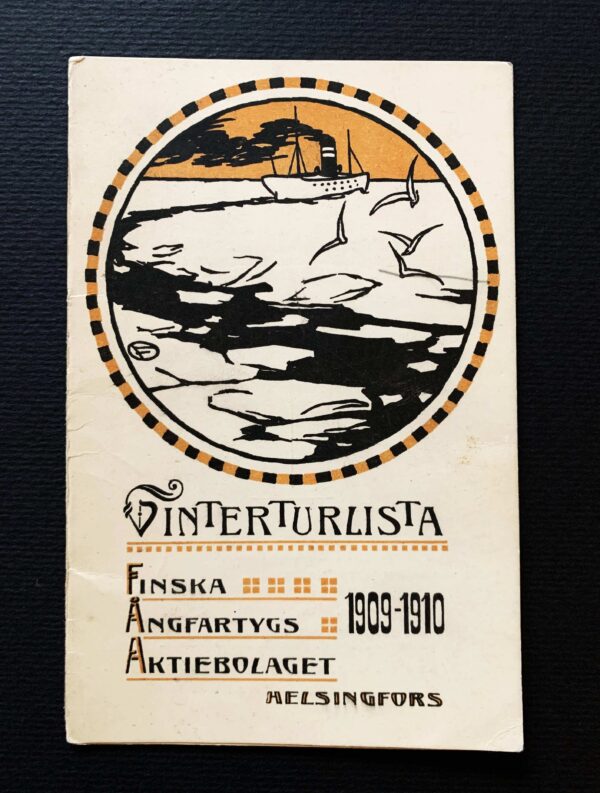 VINTERTURLISTA
FINSKA
ÅNGFARTYGS
AKTIEBOLAGET
1909-1910
HELSINGFORS